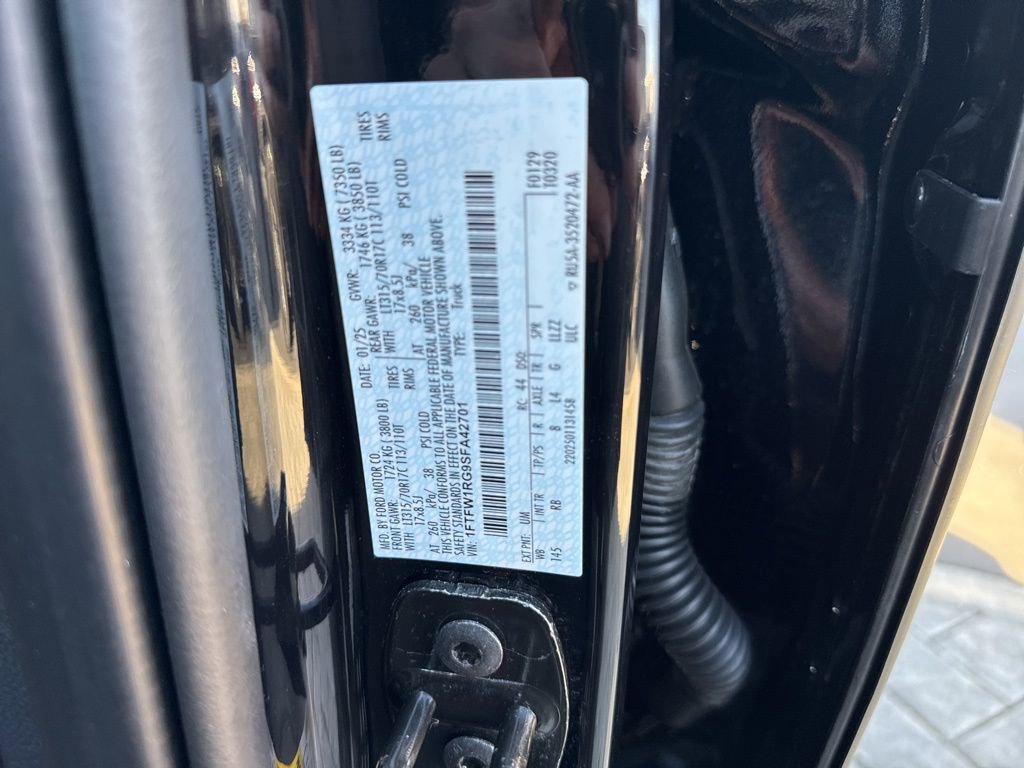 MFD. BY FORD MOTOR CO.
DATE: 01/25 GVWR: 3334 KG ( 7350 LB)
FRONT GAWR: 1724 KG ( 3800 LB) REAR GAWR: 1746 KG ( 3850 LB)
WITH LT315/70R17C 113/110T TIRES WITH LT315/70R17C 113/110T TIRES
17x8.5J RIMS 17x8.5J RIMS
AT 260 kPa/ 38 PSI COLD AT 260 kPa/ 38 PSI COLD
THIS VEHICLE CONFORMS TO ALL APPLICABLE FEDERAL MOTOR VEHICLE
SAFETY STANDARDS IN EFFECT ON THE DATE OF MANUFACTURE SHOWN ABOVE.
VIN: 1FTFW1RG9SFA42701 TYPE: Truck
EXT PNT: UM RC: 44 DSO: F0129
WB INT TR TP/PS R AXLE TR SPR T0320
145 RB 8 L4 G LLZZ
220250131458 ULC ▽ RU5A-3520472-AA